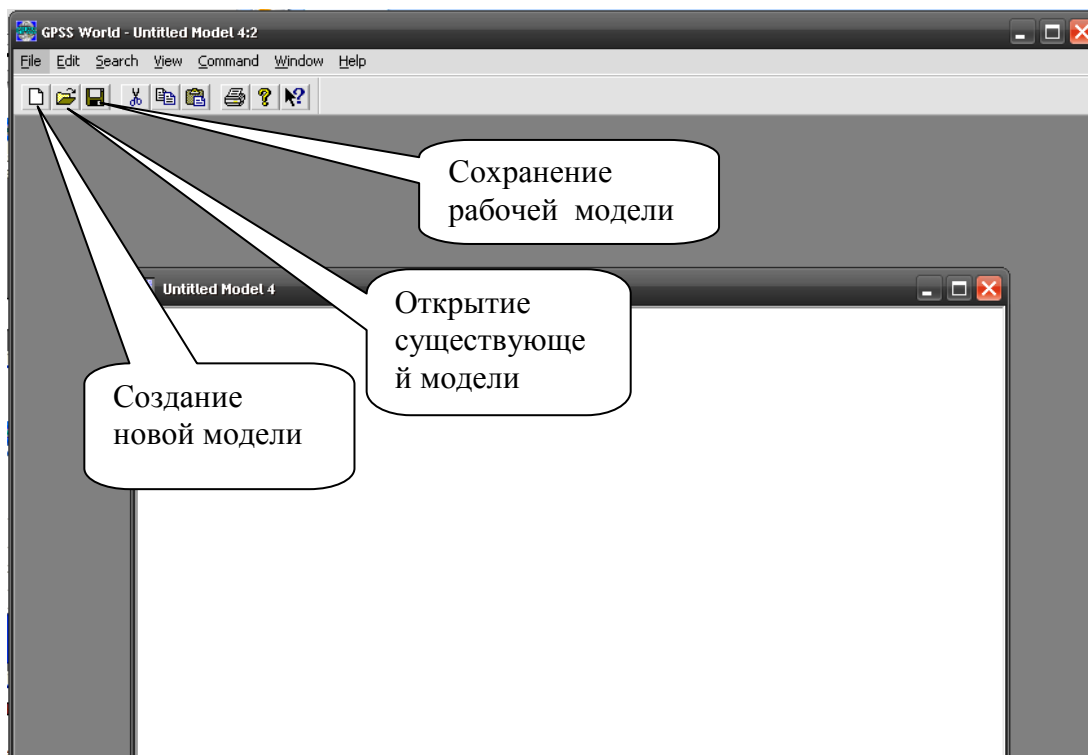 GPSS World - Untitled Model 4:2
File Edit Search View Command Window Help
Сохранение
рабочей модели
Untitled Model 4
Открытие
существующе
й модели
Создание
новой модели